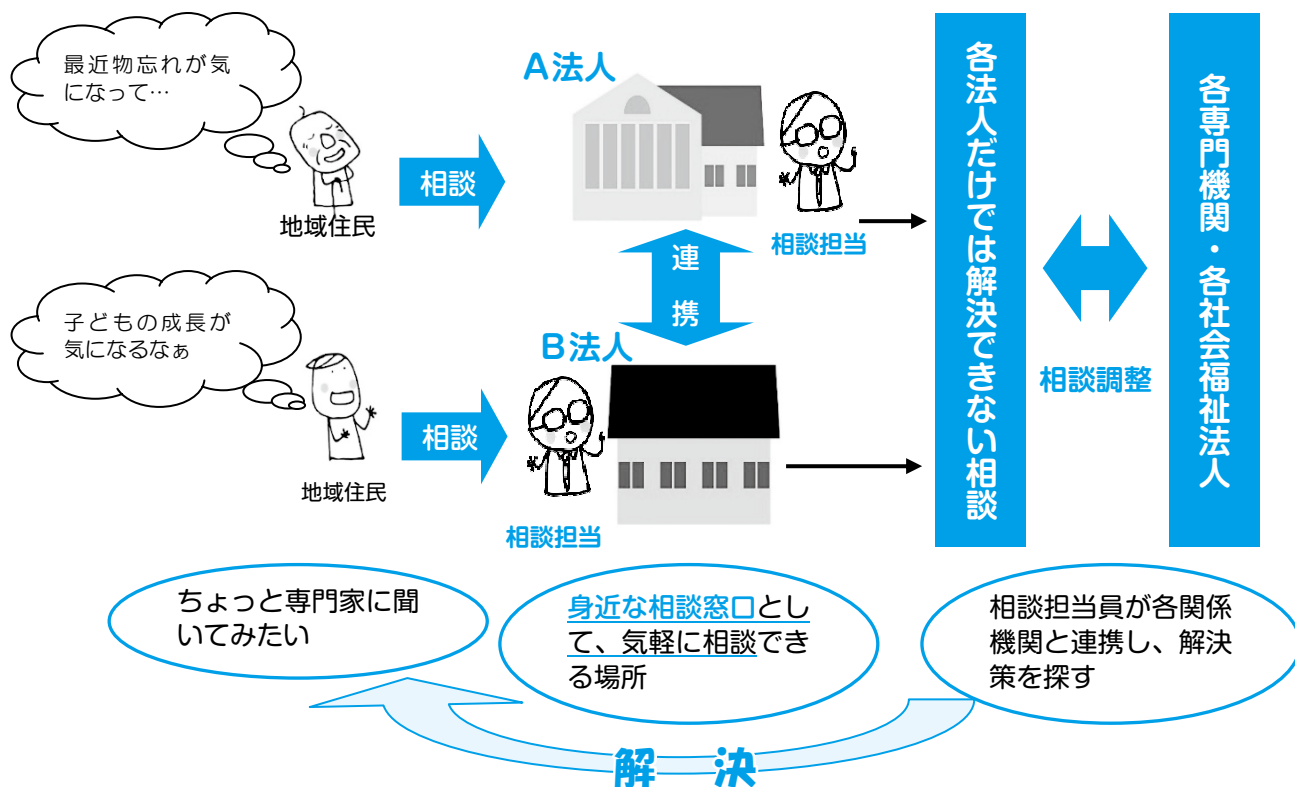 最近物忘れが気
になって…
地域住民
相談
A法人
相談担当
連
携
子どもの成長が
気になるなぁ
地域住民
相談
B法人
相談担当
各法人だけでは解決できない相談
相談調整
各専門機関・各社会福祉法人
ちょっと専門家に聞
いてみたい
身近な相談窓口とし
て、気軽に相談でき
る場所
相談担当員が各関係
機関と連携し、解決
策を探す
解　決